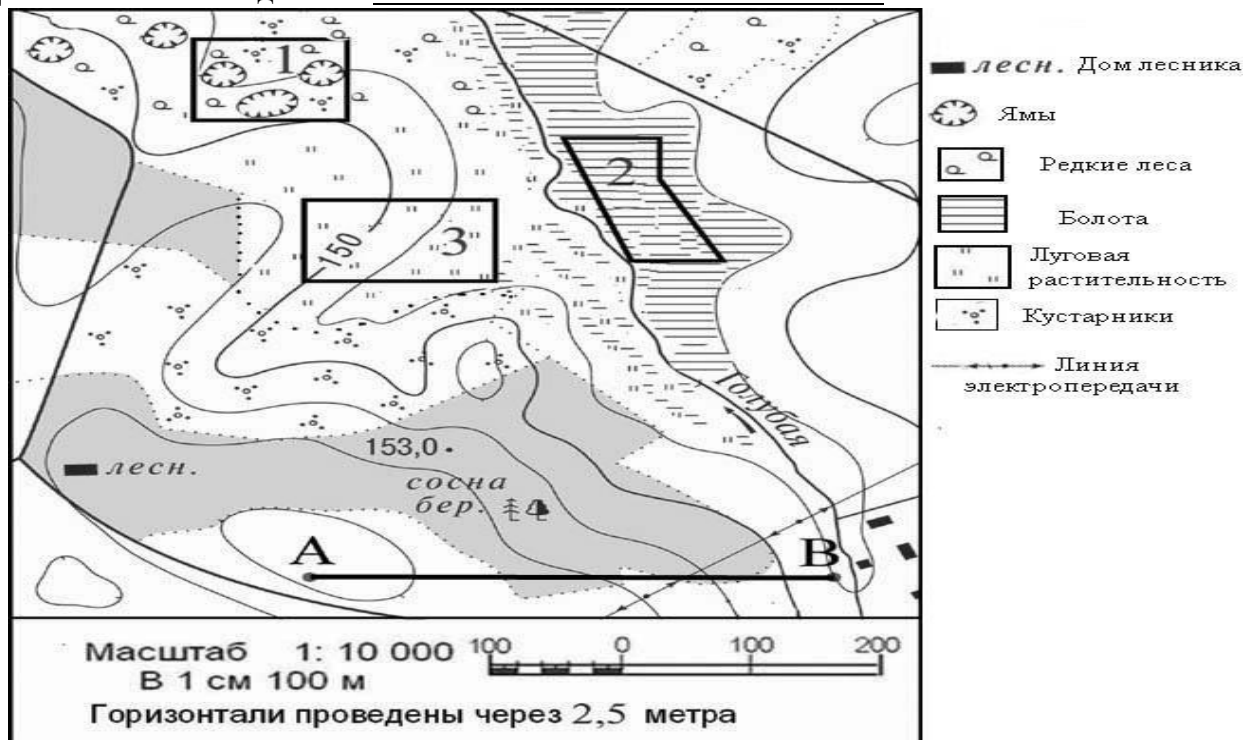 1
2
3
150
153,0
лесн.
сосна
бер.
Голубая
А
В
Масштаб 1: 10 000
В 1 см 100 м
100 0 100 200
Горизонтали проведены через 2,5 метра
лесн. Дом лесника
Ямы
Редкие леса
Болота
Луговая
растительность
Кустарники
Линия
электропередачи